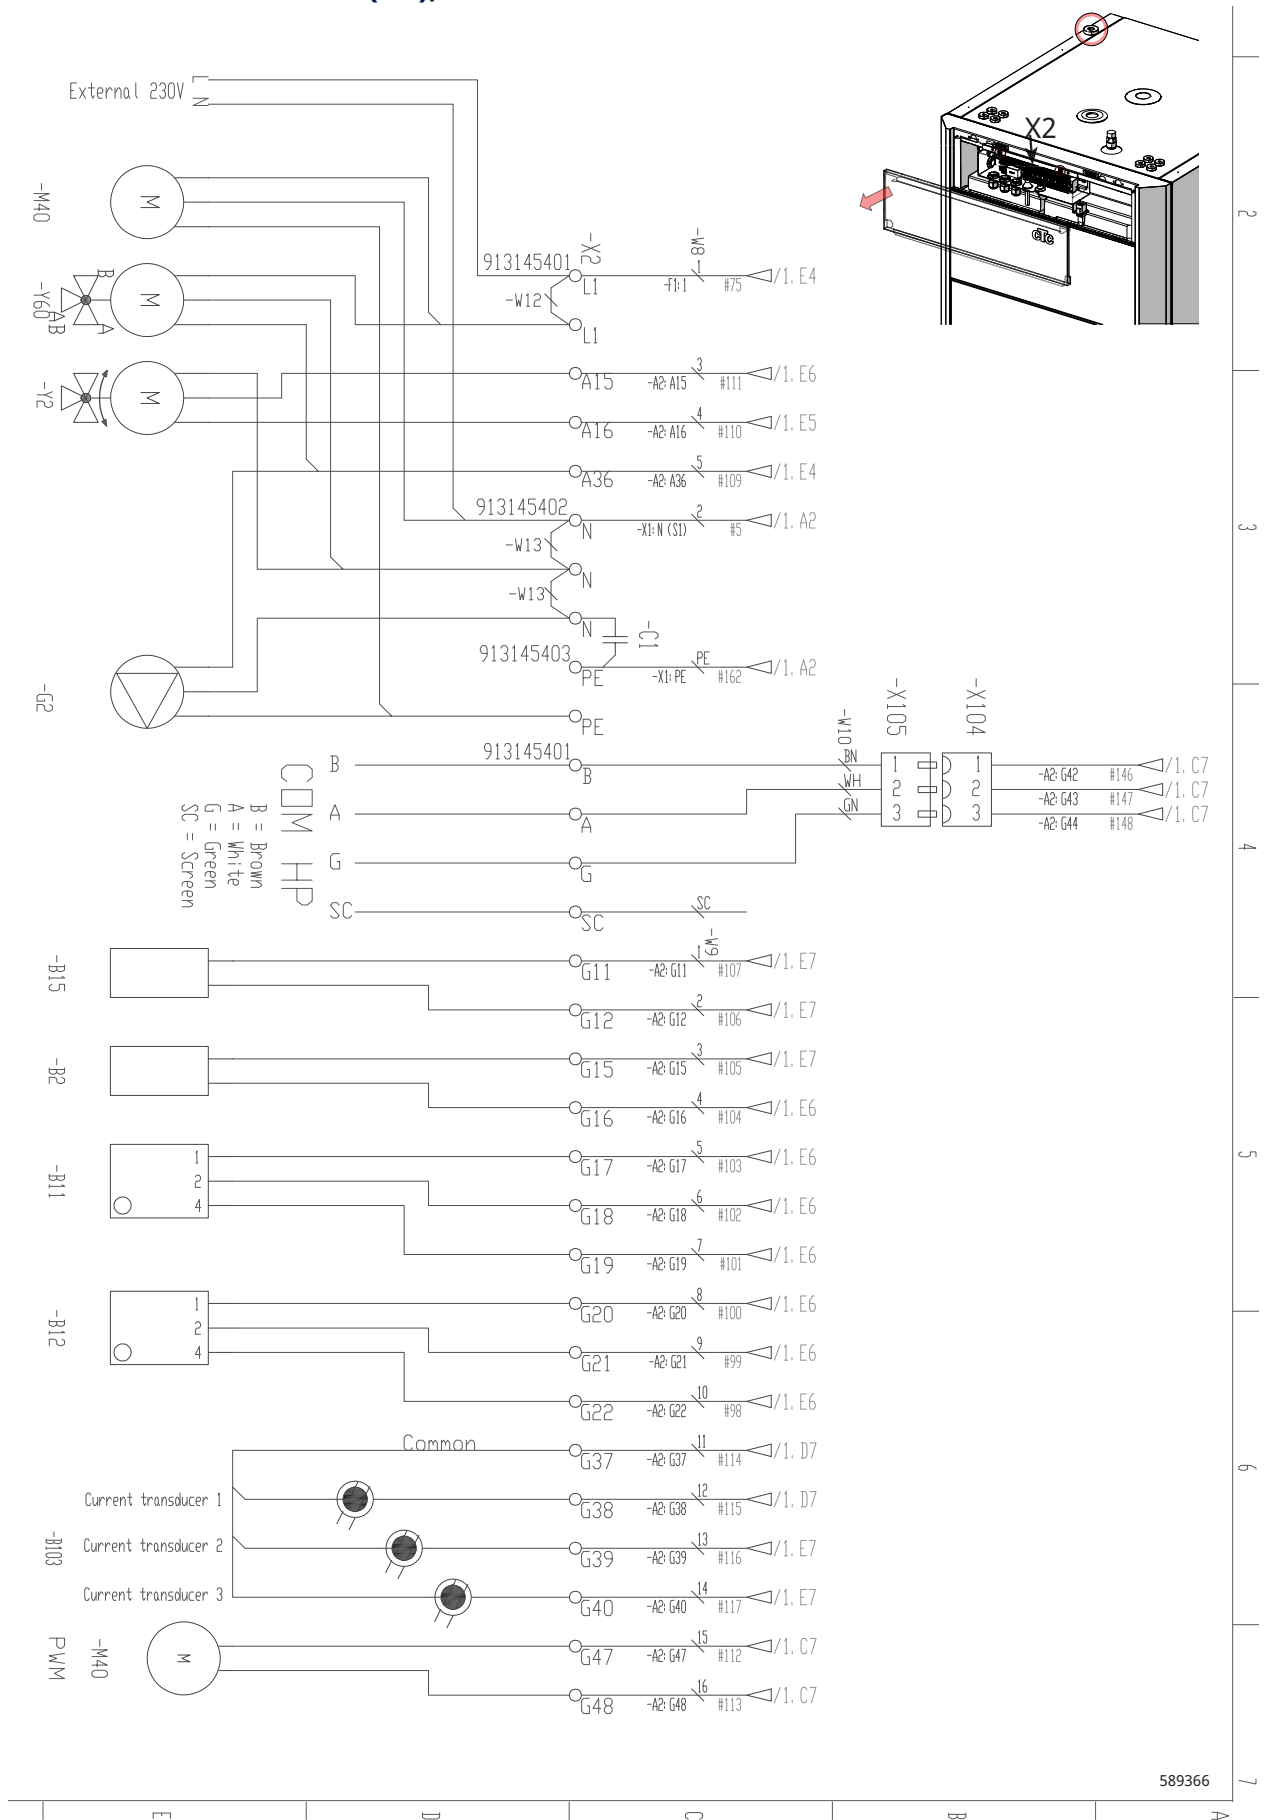 X2
CTC
External 230V
L
N
-M40
M
-X2
-W8
2
913145401
L1
-F1:1
1
#75
/1.E4
-Y60
B
A
AB
M
-W12
L1
-Y2
M
A15
-A2:A15
3
#111
/1.E6
A16
-A2:A16
4
#110
/1.E5
A36
-A2:A36
5
#109
/1.E4
913145402
N
-X1:N (S1)
2
#5
/1.A2
3
-W13
N
-W13
N
-C1
913145403
PE
-X1:PE
PE
#162
/1.A2
-G2
PE
-W10
-X105
-X104
COM HP
B = Brown
A = White
G = Green
SC = Screen
B
913145401
B
BN
1
1
-A2:G42
#146
/1.C7
WH
2
2
-A2:G43
#147
/1.C7
A
A
GN
3
3
-A2:G44
#148
/1.C7
4
G
G
SC
SC
SC
-W9
-B15
G11
-A2:G11
1
#107
/1.E7
G12
-A2:G12
2
#106
/1.E7
-B2
G15
-A2:G15
3
#105
/1.E7
G16
-A2:G16
4
#104
/1.E6
-B11
1
2
4
G17
-A2:G17
5
#103
/1.E6
5
G18
-A2:G18
6
#102
/1.E6
G19
-A2:G19
7
#101
/1.E6
-B12
1
2
4
G20
-A2:G20
8
#100
/1.E6
G21
-A2:G21
9
#99
/1.E6
G22
-A2:G22
10
#98
/1.E6
Common
G37
-A2:G37
11
#114
/1.D7
6
-B103
Current transducer 1
G38
-A2:G38
12
#115
/1.D7
Current transducer 2
G39
-A2:G39
13
#116
/1.E7
Current transducer 3
G40
-A2:G40
14
#117
/1.E7
PWM
-M40
M
G47
-A2:G47
15
#112
/1.C7
G48
-A2:G48
16
#113
/1.C7
589366
7
E
D
C
B
A